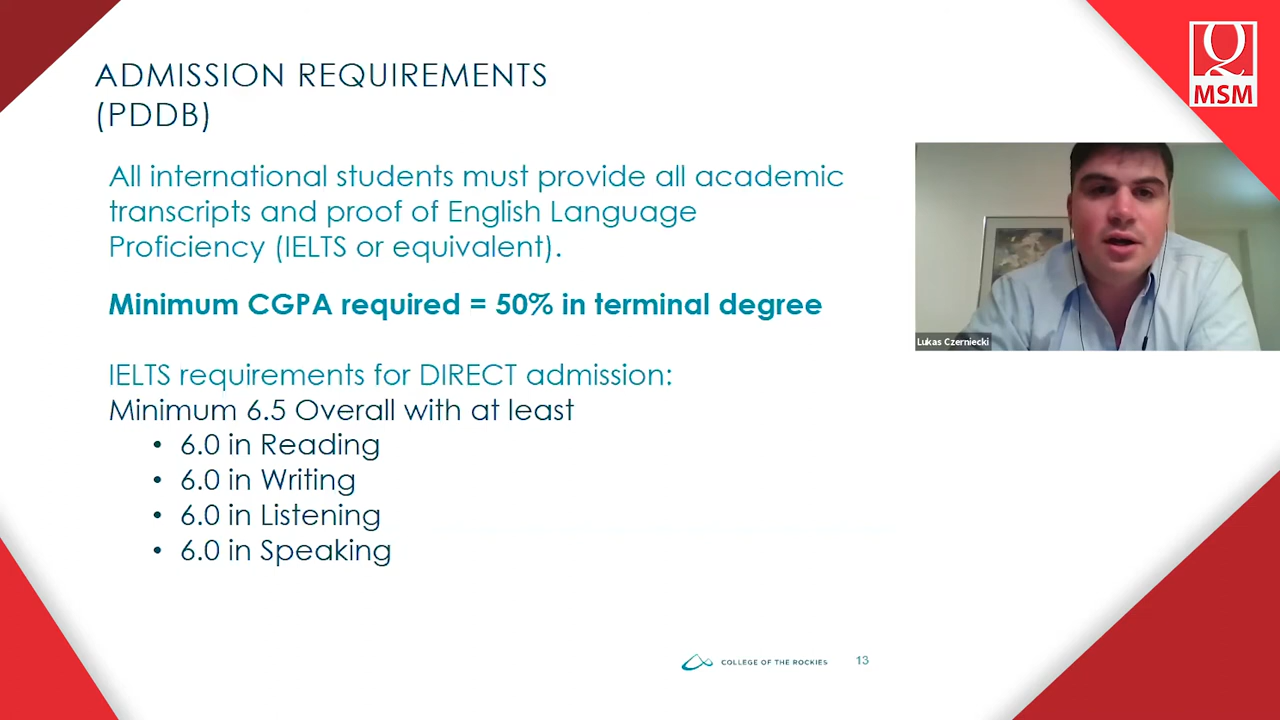 ADMISSION REQUIREMENTS
(PDDB)
All international students must provide all academic
transcripts and proof of English Language
Proficiency (IELTS or equivalent).
Minimum CGPA required = 50% in terminal degree
IELTS requirements for DIRECT admission:
Minimum 6.5 Overall with at least
• 6.0 in Reading
• 6.0 in Writing
• 6.0 in Listening
• 6.0 in Speaking
COLLEGE OF THE ROCKIES
13
Q
MSM
Lukas Czerniecki